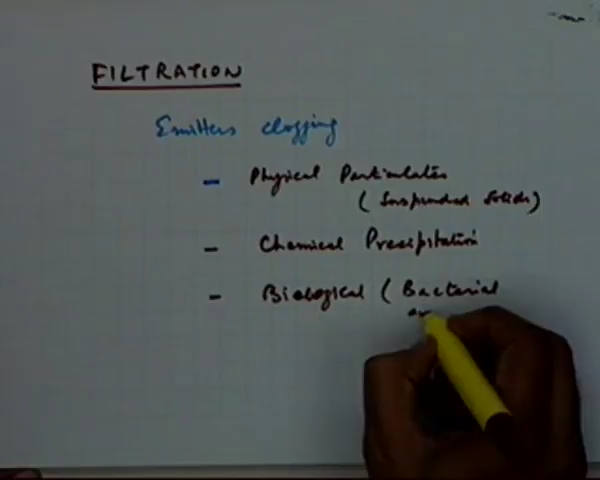 FILTRATION
Emitters clogging
- Physical Particulates
(Suspended Solids)
- Chemical Precipitation
- Biological (Bacterial